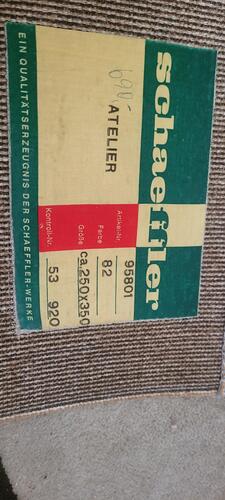 schaeffler
690,-
ATELIER
Artikel-Nr. 95801
Farbe 82
Größe ca.250X350
Kontroll-Nr. 53 920
EIN QUALITÄTSERZEUGNIS DER SCHAEFFLER-WERKE